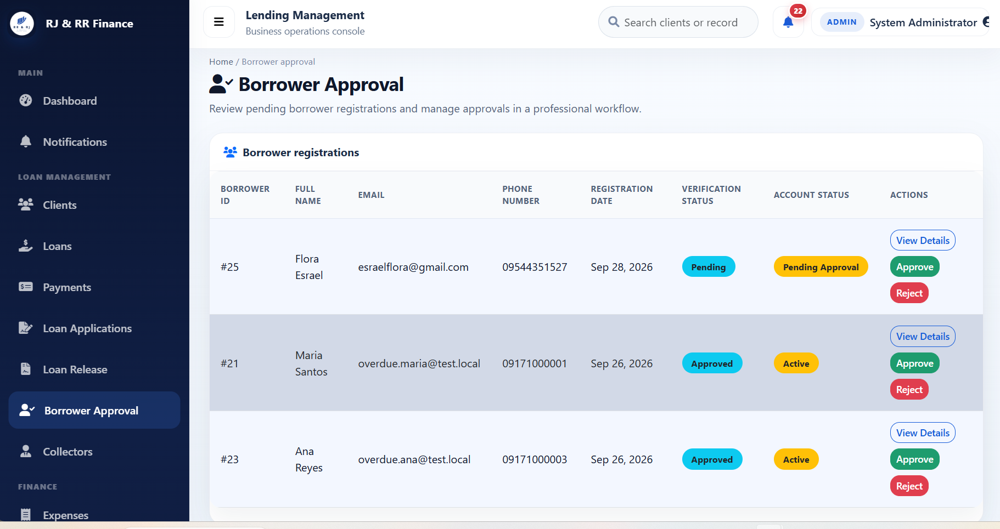 RJ & RR Finance
MAIN
Dashboard
Notifications
LOAN MANAGEMENT
Clients
Loans
Payments
Loan Applications
Loan Release
Borrower Approval
Collectors
FINANCE
Expenses
Lending Management
Business operations console
Search clients or record
22
ADMIN System Administrator
Home / Borrower approval
Borrower Approval
Review pending borrower registrations and manage approvals in a professional workflow.
Borrower registrations
BORROWER ID FULL NAME EMAIL PHONE NUMBER REGISTRATION DATE VERIFICATION STATUS ACCOUNT STATUS ACTIONS
#25 Flora Esrael esraelflora@gmail.com 09544351527 Sep 28, 2026 Pending Pending Approval View Details Approve Reject
#21 Maria Santos overdue.maria@test.local 09171000001 Sep 26, 2026 Approved Active View Details Approve Reject
#23 Ana Reyes overdue.ana@test.local 09171000003 Sep 26, 2026 Approved Active View Details Approve Reject